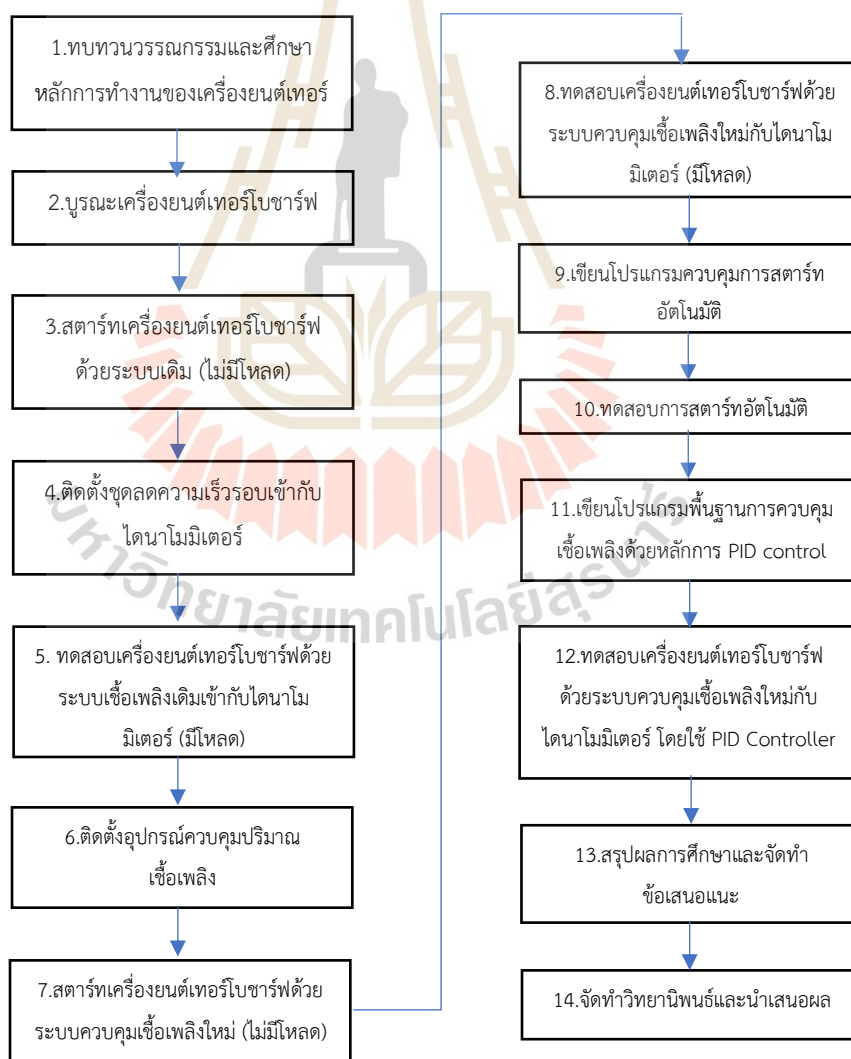 1.ทบทวนวรรณกรรมและศึกษา
หลักการทำงานของเครื่องยนต์เทอร์
2.บูรณะเครื่องยนต์เทอร์โบชาร์ฟ
3.สตาร์ทเครื่องยนต์เทอร์โบชาร์ฟ
ด้วยระบบเดิม (ไม่มีโหลด)
4.ติดตั้งชุดลดความเร็วรอบเข้ากับ
ไดนาโมมิเตอร์
5. ทดสอบเครื่องยนต์เทอร์โบชาร์ฟด้วย
ระบบเชื้อเพลิงเดิมเข้ากับไดนาโม
มิเตอร์ (มีโหลด)
6.ติดตั้งอุปกรณ์ควบคุมปริมาณ
เชื้อเพลิง
7.สตาร์ทเครื่องยนต์เทอร์โบชาร์ฟด้วย
ระบบควบคุมเชื้อเพลิงใหม่ (ไม่มีโหลด)
8.ทดสอบเครื่องยนต์เทอร์โบชาร์ฟด้วย
ระบบควบคุมเชื้อเพลิงใหม่กับไดนาโม
มิเตอร์ (มีโหลด)
9.เขียนโปรแกรมควบคุมการสตาร์ท
อัตโนมัติ
10.ทดสอบการสตาร์ทอัตโนมัติ
11.เขียนโปรแกรมพื้นฐานการควบคุม
เชื้อเพลิงด้วยหลักการ PID control
12.ทดสอบเครื่องยนต์เทอร์โบชาร์ฟ
ด้วยระบบควบคุมเชื้อเพลิงใหม่กับ
ไดนาโมมิเตอร์ โดยใช้ PID Controller
13.สรุปผลการศึกษาและจัดทำ
ข้อเสนอแนะ
14.จัดทำวิทยานิพนธ์และนำเสนอผล
มหาวิทยาลัยเทคโนโลยีสุรนารี